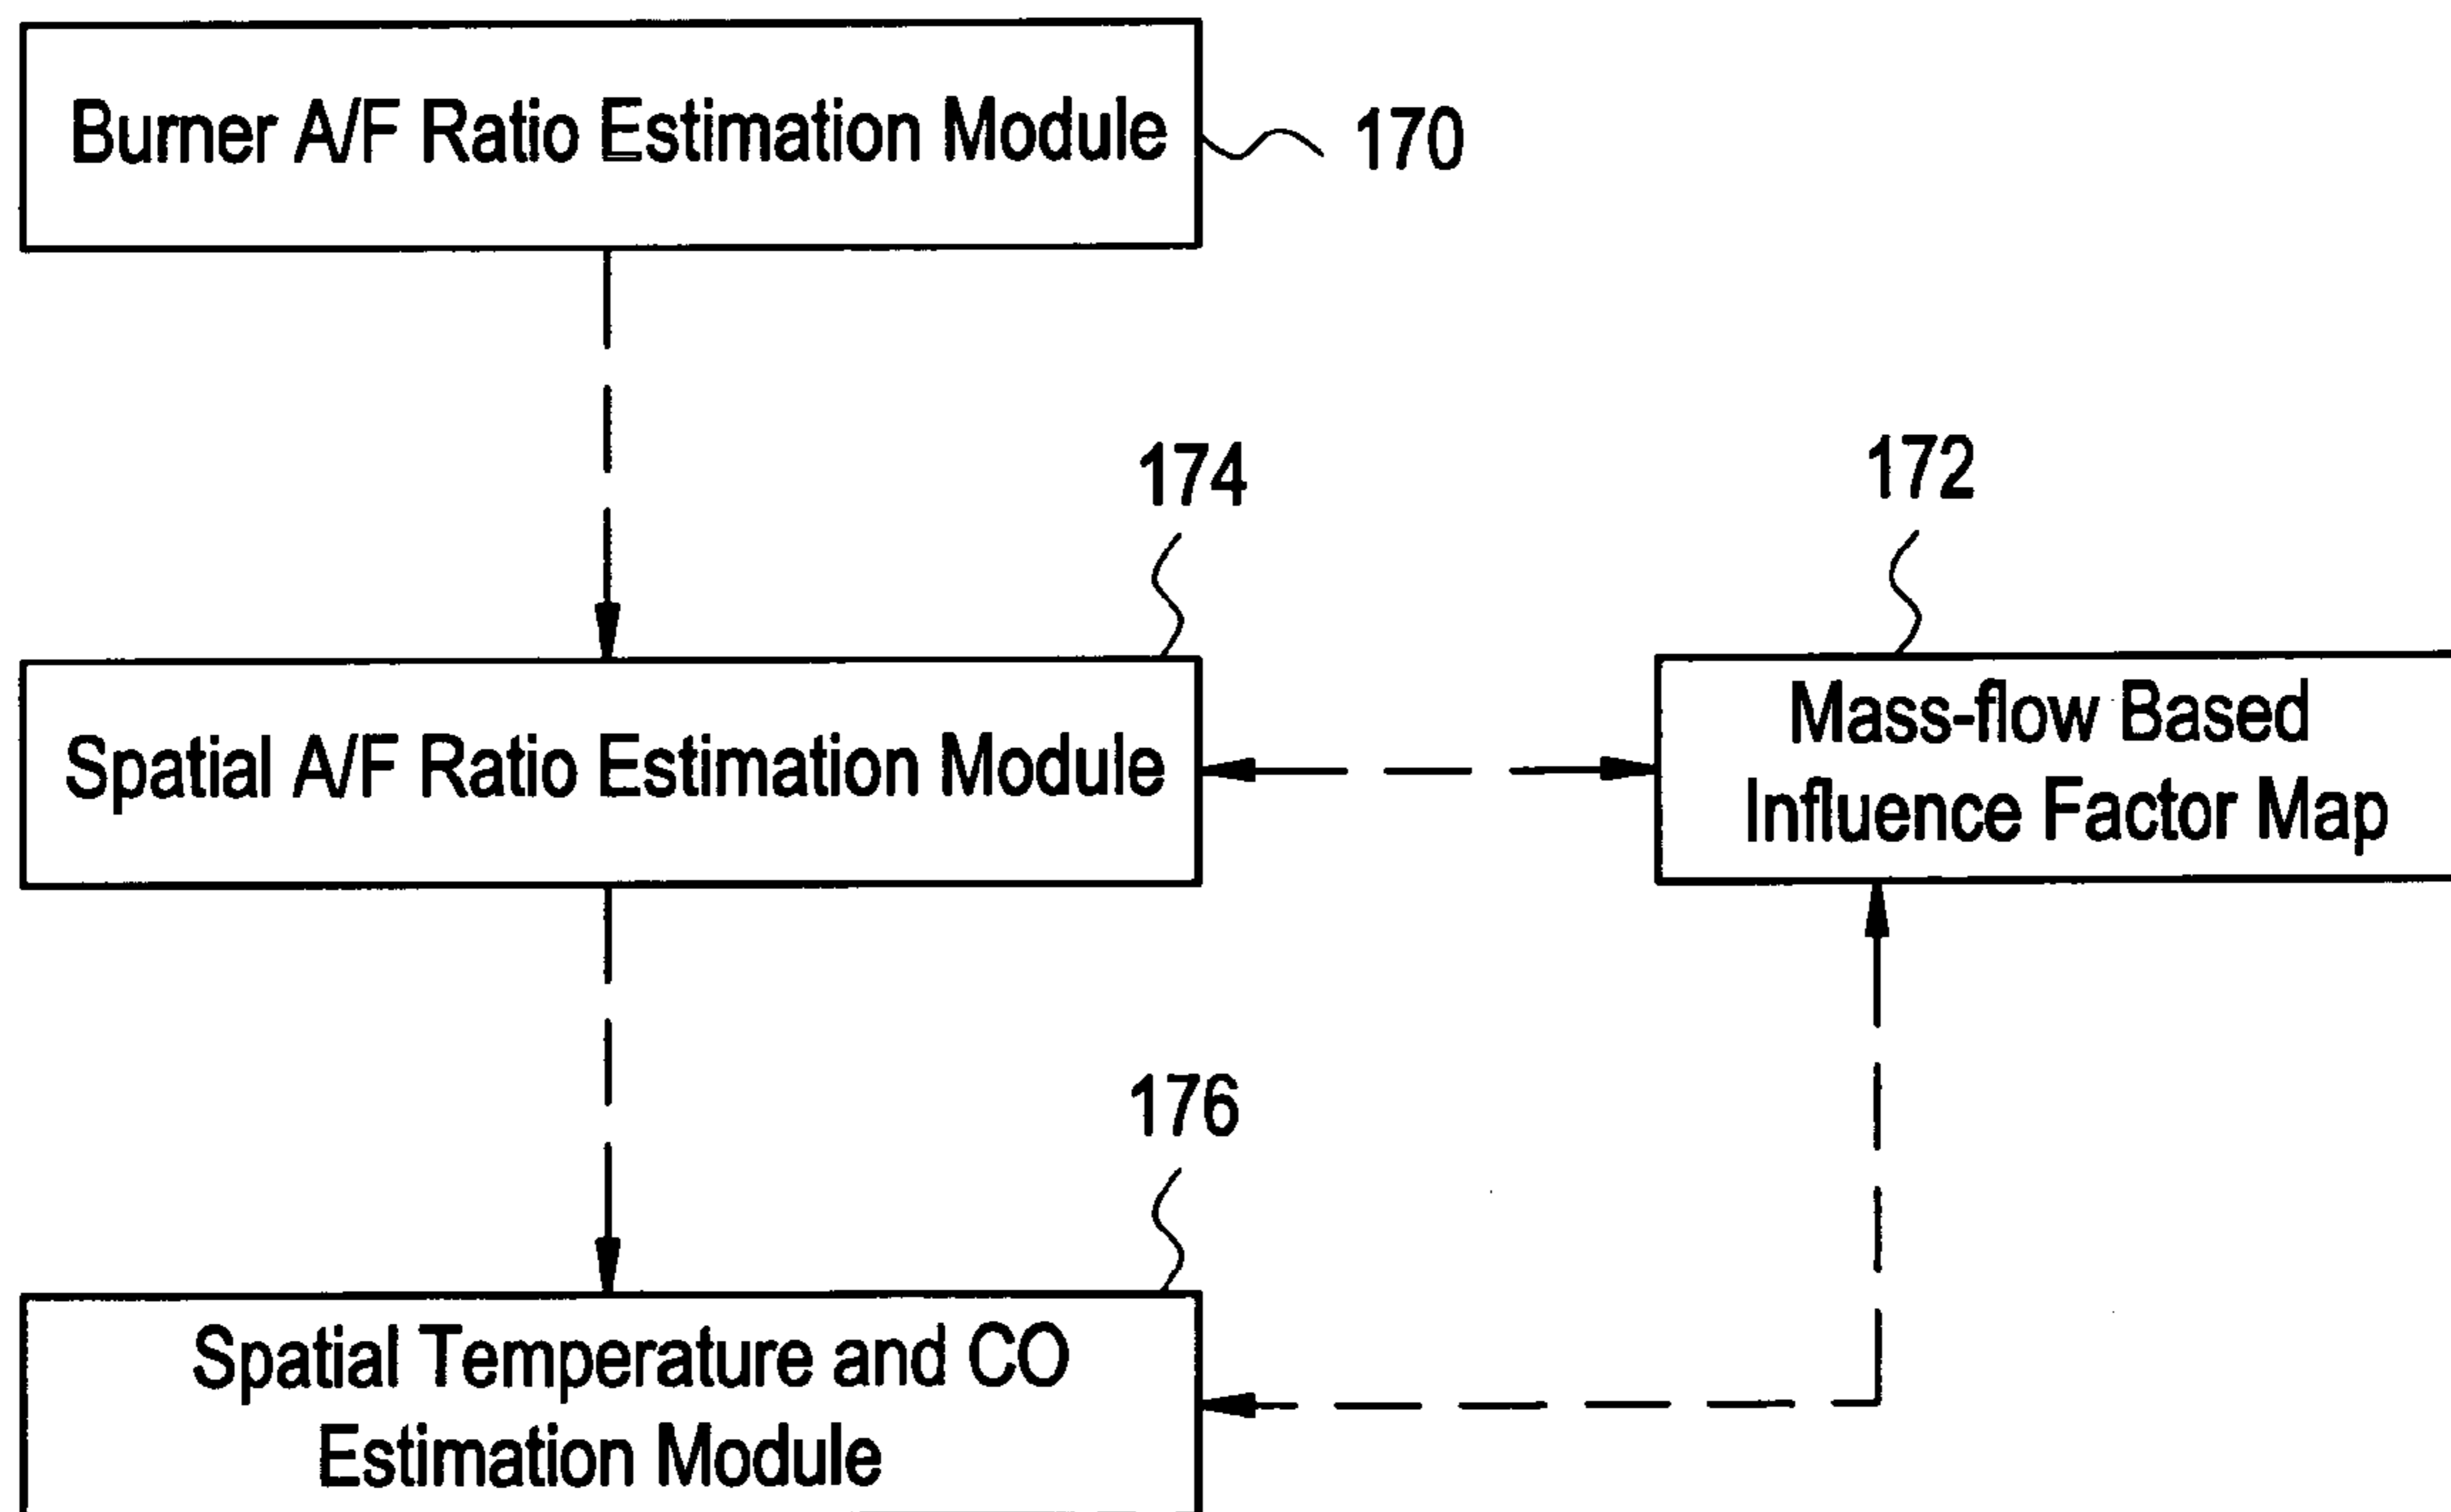 Burner A/F Ratio Estimation Module
170
174
172
Spatial A/F Ratio Estimation Module
Mass-flow Based
Influence Factor Map
176
Spatial Temperature and CO
Estimation Module